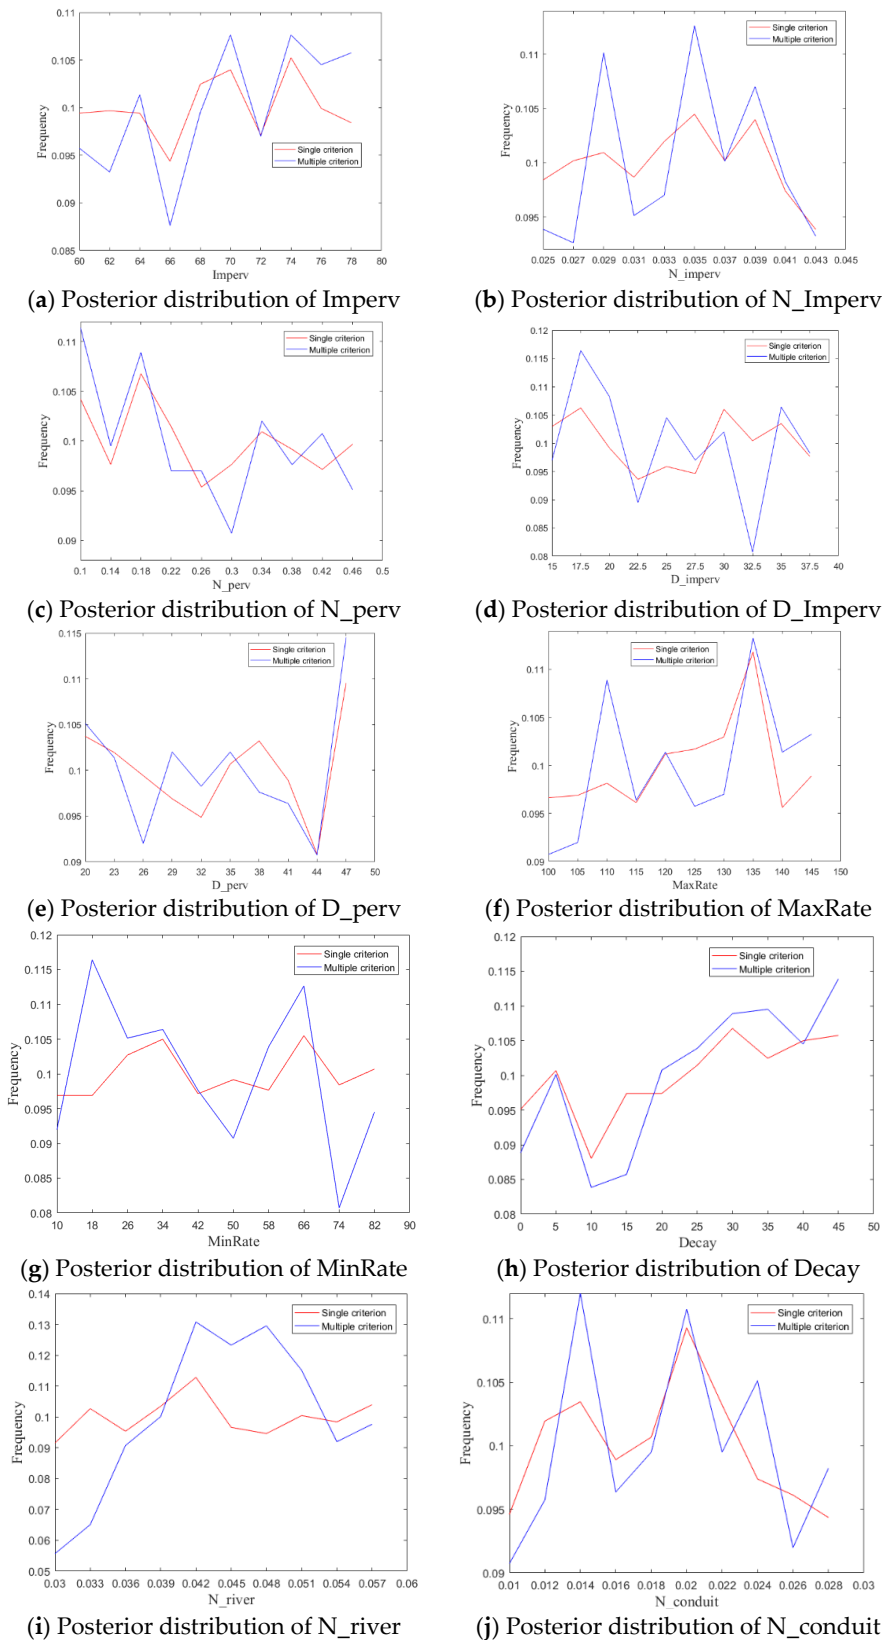 0.11
0.105
0.1
0.095
0.09
0.085
Frequency
Single criterion
Multiple criterion
60 62 64 66 68 70 72 74 76 78 80
Imperv
(a) Posterior distribution of Imperv
0.11
0.105
0.1
0.095
Frequency
Single criterion
Multiple criterion
0.025 0.027 0.029 0.031 0.033 0.035 0.037 0.039 0.041 0.043 0.045
N_imperv
(b) Posterior distribution of N_Imperv
0.11
0.105
0.1
0.095
0.09
Frequency
Single criterion
Multiple criterion
0.1 0.14 0.18 0.22 0.26 0.3 0.34 0.38 0.42 0.46 0.5
N_perv
(c) Posterior distribution of N_perv
0.12
0.115
0.11
0.105
0.1
0.095
0.09
0.085
0.08
Frequency
Single criterion
Multiple criterion
15 17.5 20 22.5 25 27.5 30 32.5 35 37.5 40
D_imperv
(d) Posterior distribution of D_Imperv
0.115
0.11
0.105
0.1
0.095
0.09
Frequency
Single criterion
Multiple criterion
20 23 26 29 32 35 38 41 44 47 50
D_perv
(e) Posterior distribution of D_perv
0.11
0.105
0.1
0.095
0.09
Frequency
Single criterion
Multiple criterion
100 105 110 115 120 125 130 135 140 145 150
MaxRate
(f) Posterior distribution of MaxRate
0.12
0.115
0.11
0.105
0.1
0.095
0.09
0.085
0.08
Frequency
Single criterion
Multiple criterion
10 18 26 34 42 50 58 66 74 82 90
MinRate
(g) Posterior distribution of MinRate
0.12
0.115
0.11
0.105
0.1
0.095
0.09
0.085
0.08
Frequency
Single criterion
Multiple criterion
0 5 10 15 20 25 30 35 40 45 50
Decay
(h) Posterior distribution of Decay
0.14
0.13
0.12
0.11
0.1
0.09
0.08
0.07
0.06
0.05
Frequency
Single criterion
Multiple criterion
0.03 0.033 0.036 0.039 0.042 0.045 0.048 0.051 0.054 0.057 0.06
N_river
(i) Posterior distribution of N_river
0.11
0.105
0.1
0.095
0.09
Frequency
Single criterion
Multiple criterion
0.01 0.012 0.014 0.016 0.018 0.02 0.022 0.024 0.026 0.028 0.03
N_conduit
(j) Posterior distribution of N_conduit